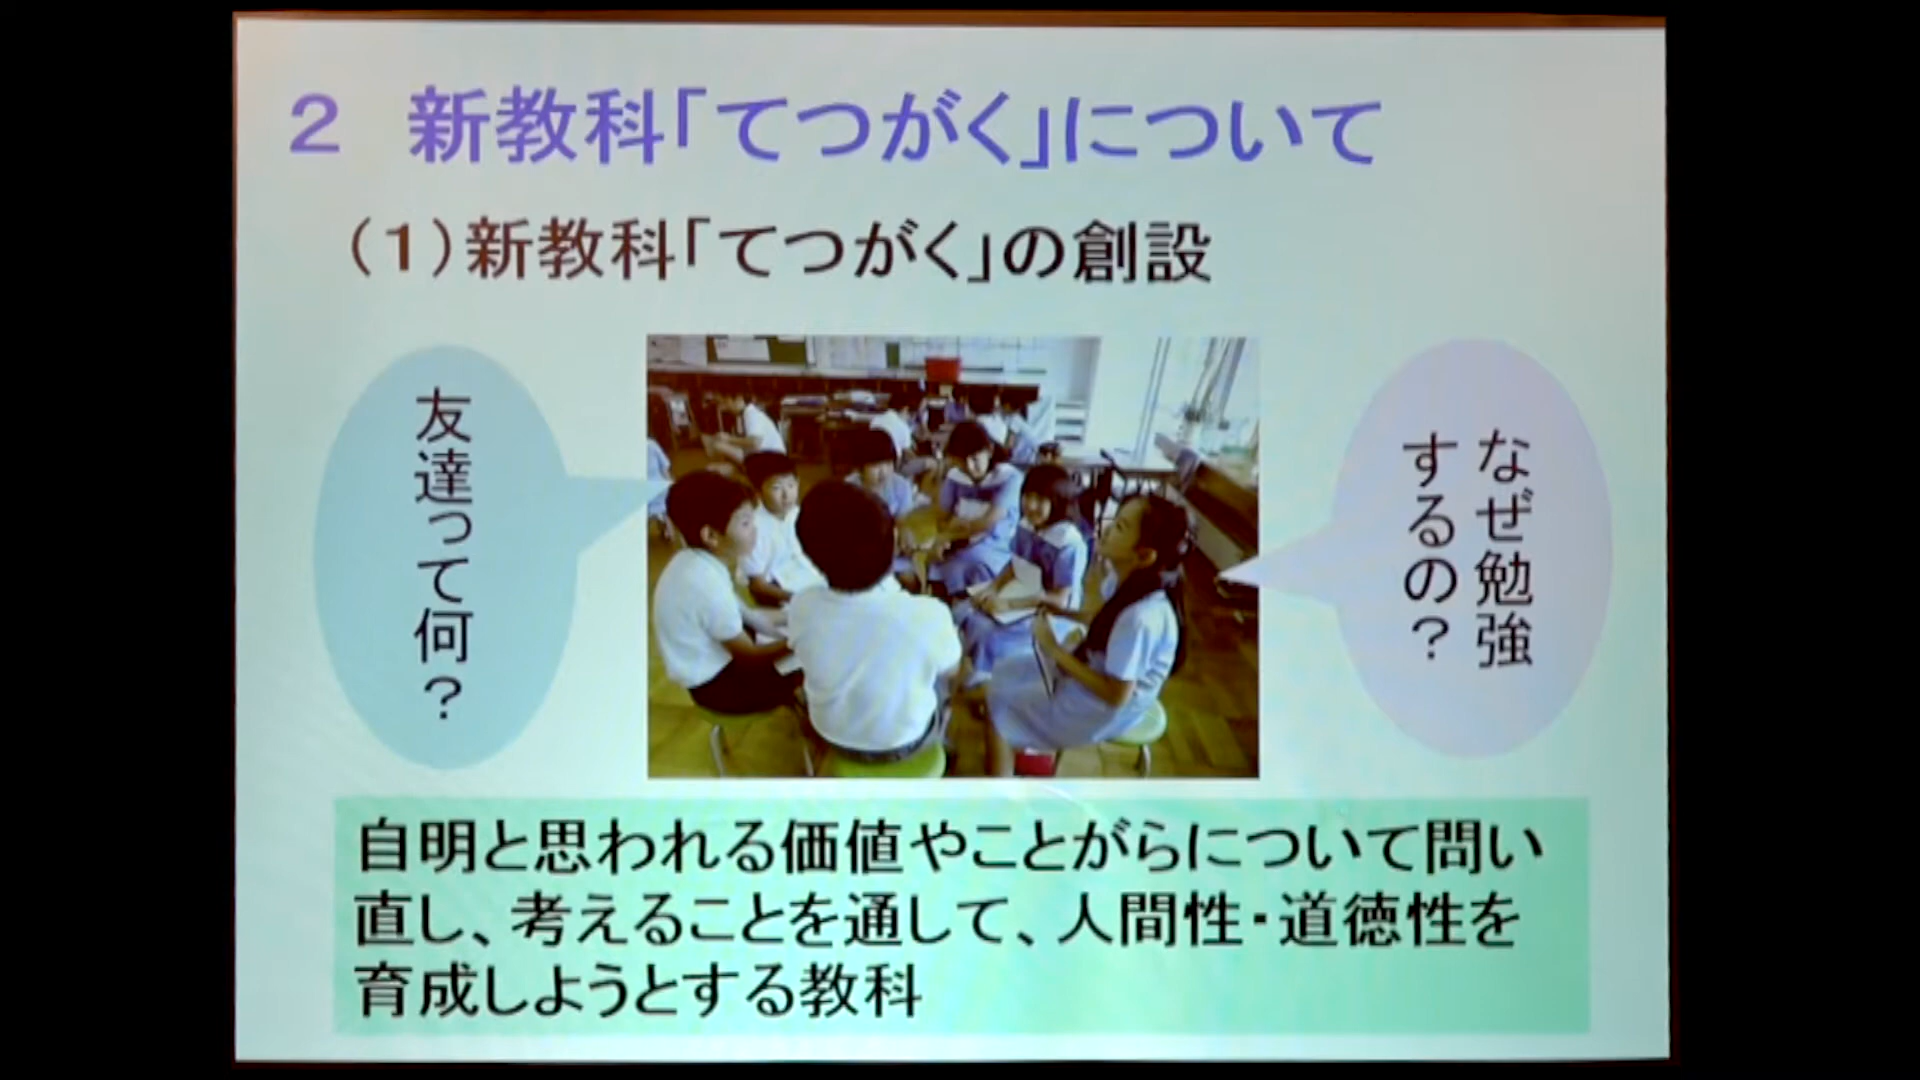 2 新教科「てつがく」について
(1)新教科「てつがく」の創設
友達って何?
なぜ勉強
するの?
自明と思われる価値やことがらについて問い
直し、考えることを通して、人間性・道徳性を
育成しようとする教科